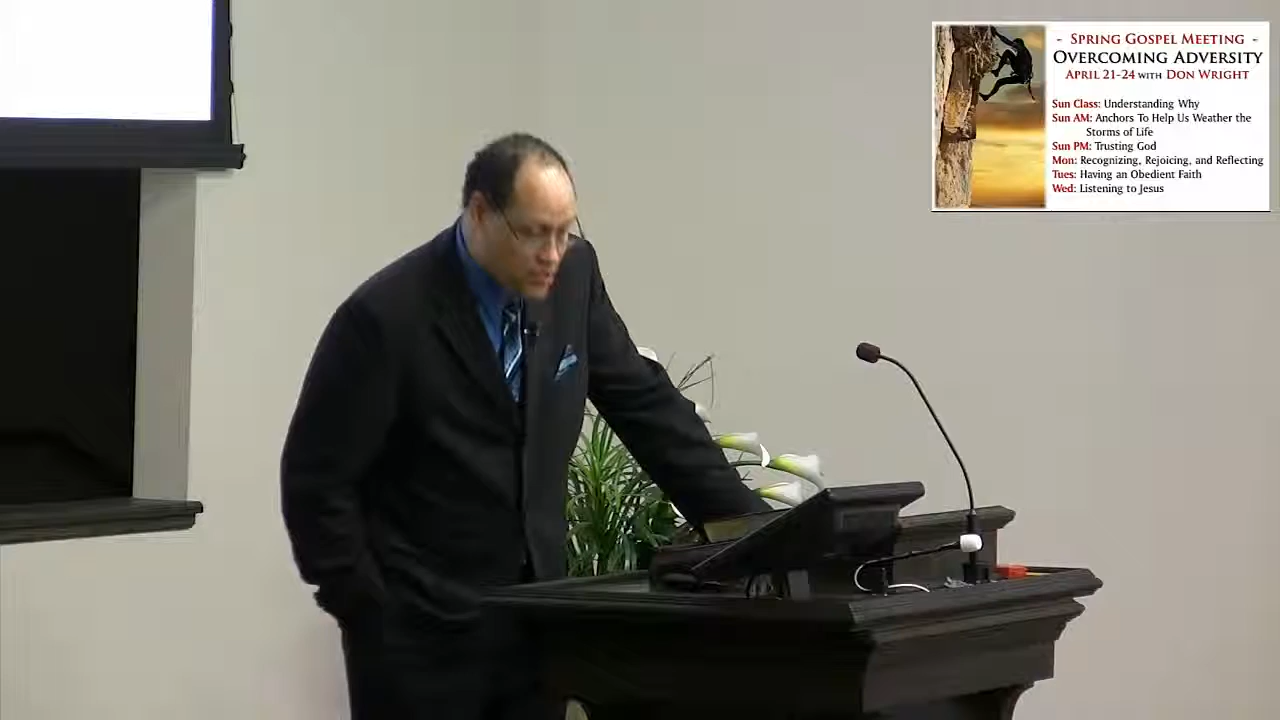 - Spring Gospel Meeting -
Overcoming Adversity
April 21-24 with Don Wright
Sun Class: Understanding Why
Sun AM: Anchors To Help Us Weather the
Storms of Life
Sun PM: Trusting God
Mon: Recognizing, Rejoicing, and Reflecting
Tues: Having an Obedient Faith
Wed: Listening to Jesus